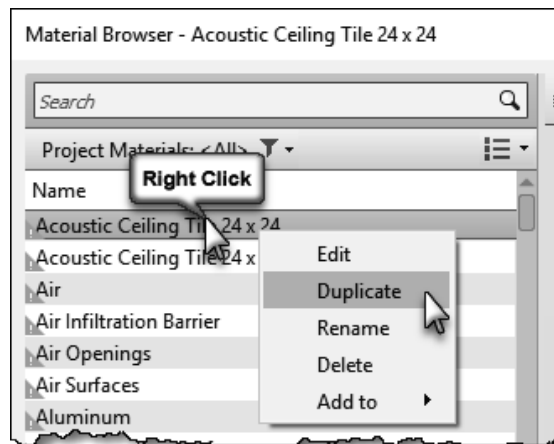 Material Browser - Acoustic Ceiling Tile 24 x 24
Search
Project Materials: <All>
Right Click
Name
Acoustic Ceiling Tile 24 x 24
Acoustic Ceiling Tile 24 x
Air
Air Infiltration Barrier
Air Openings
Air Surfaces
Aluminum
Edit
Duplicate
Rename
Delete
Add to